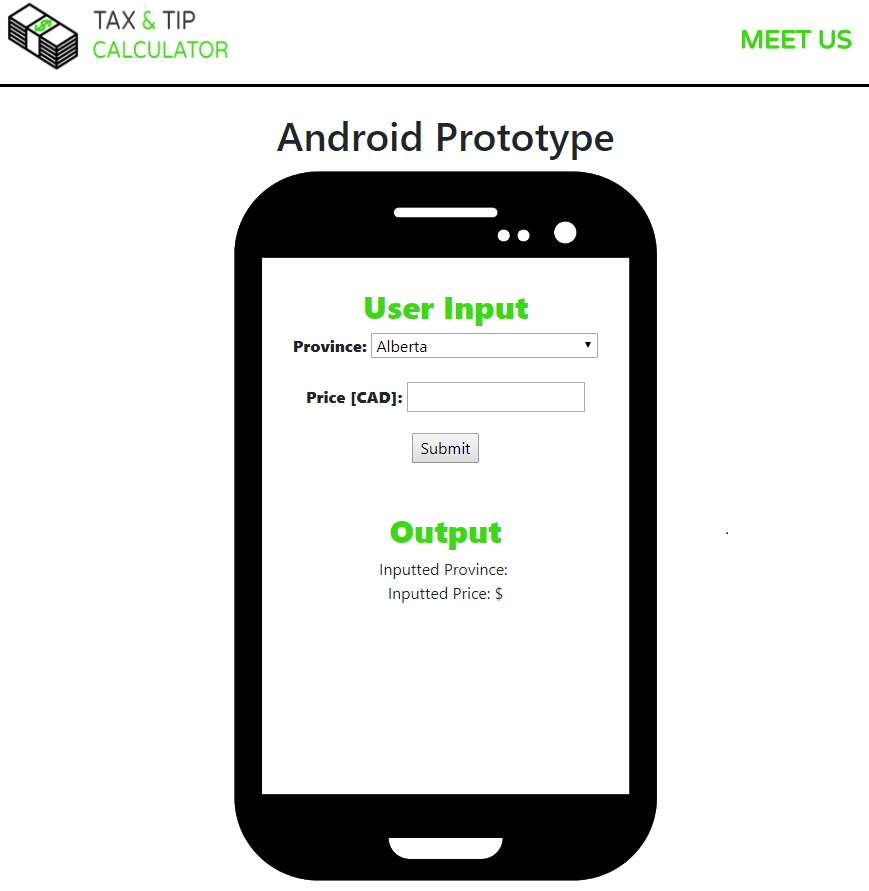 TAX & TIP
CALCULATOR
MEET US
Android Prototype
User Input
Province: Alberta
Price [CAD]:
Submit
Output
Inputted Province:
Inputted Price: $